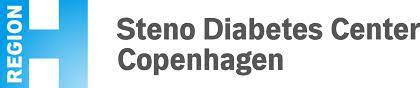 REGION
H
Steno Diabetes Center
Copenhagen